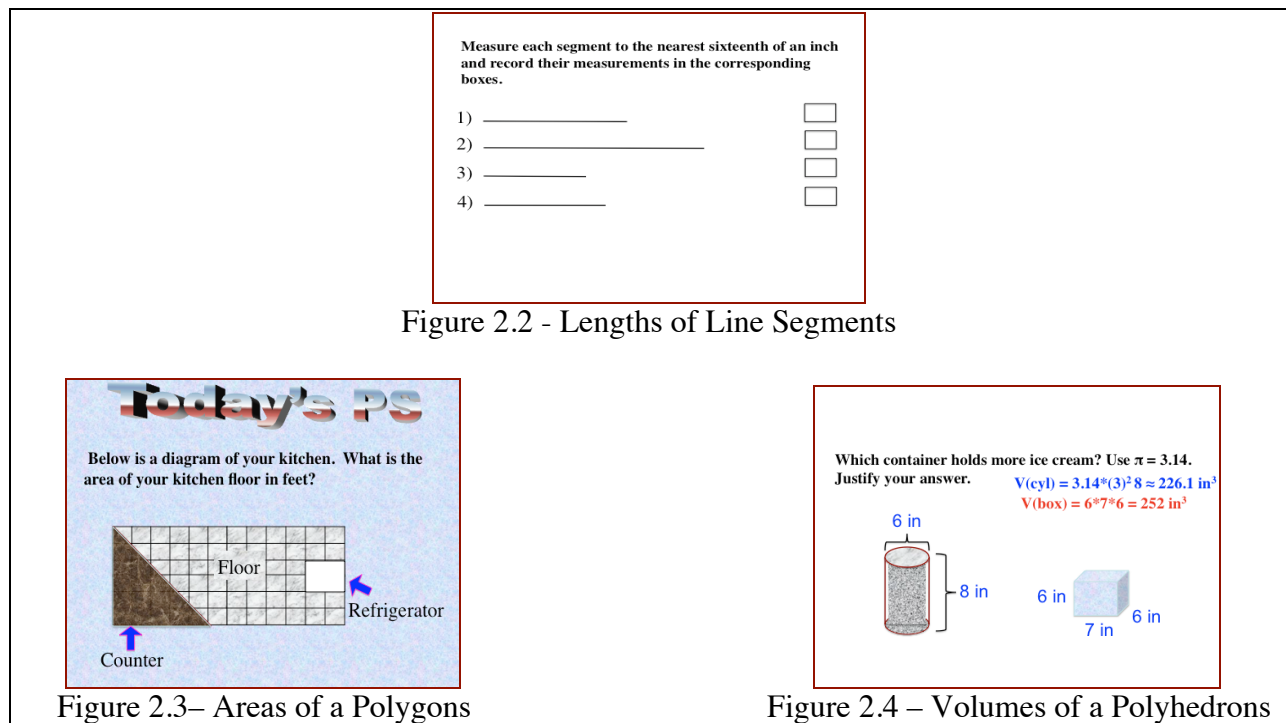 Measure each segment to the nearest sixteenth of an inch
and record their measurements in the corresponding
boxes.
1)
2)
3)
4)
Figure 2.2 - Lengths of Line Segments
Today's PS
Below is a diagram of your kitchen. What is the
area of your kitchen floor in feet?
Floor
Refrigerator
Counter
Figure 2.3– Areas of a Polygons
Which container holds more ice cream? Use π = 3.14.
Justify your answer.
V(cyl) = 3.14*(3)² 8 ≈ 226.1 in³
V(box) = 6*7*6 = 252 in³
6 in
8 in
6 in
6 in
7 in
Figure 2.4 – Volumes of a Polyhedrons